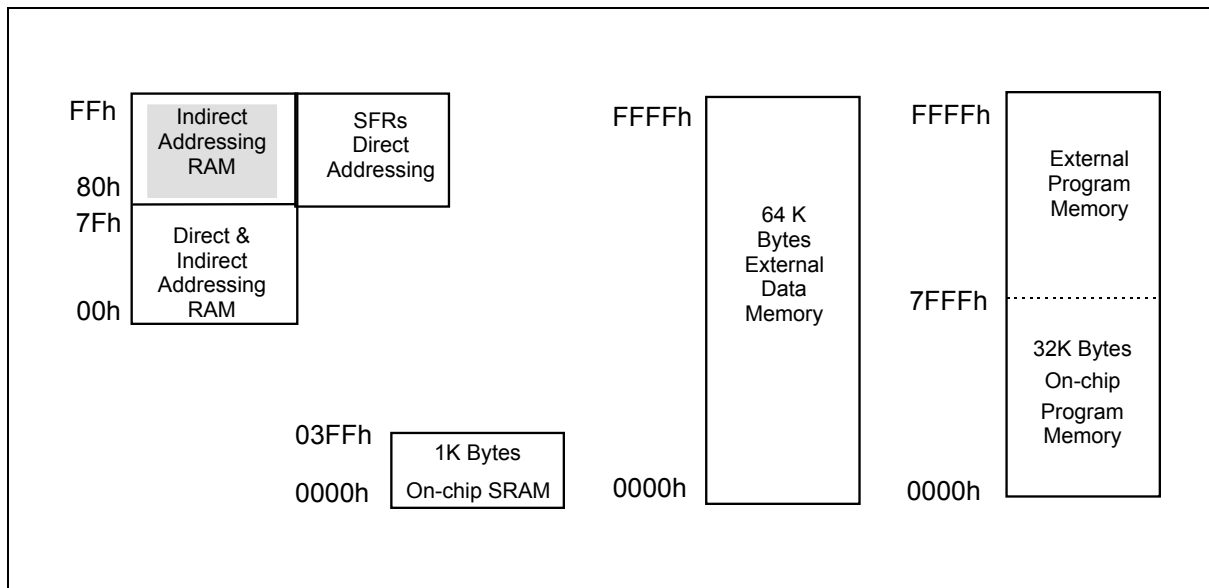 FFh
Indirect
Addressing
RAM
80h
SFRs
Direct
Addressing
7Fh
Direct &
Indirect
Addressing
RAM
00h
03FFh
1K Bytes
On-chip SRAM
0000h
FFFFh
64 K
Bytes
External
Data
Memory
0000h
FFFFh
External
Program
Memory
7FFFh
32K Bytes
On-chip
Program
Memory
0000h